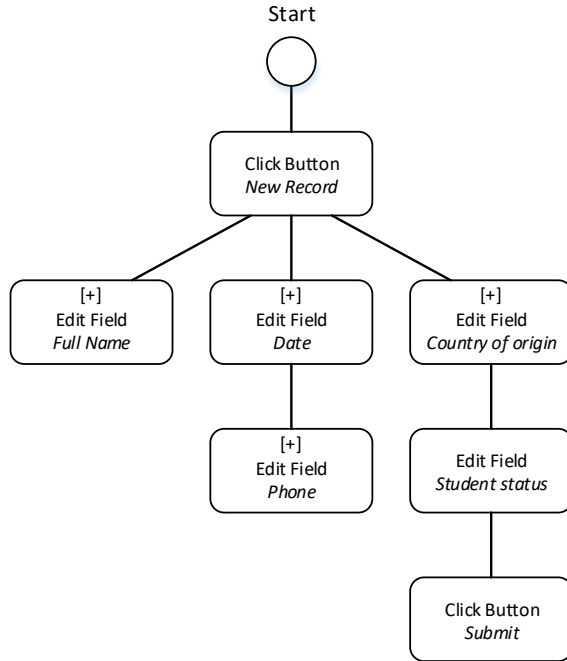 Start
Click Button
New Record
[+]
Edit Field
Full Name
[+]
Edit Field
Date
[+]
Edit Field
Country of origin
[+]
Edit Field
Phone
Edit Field
Student status
Click Button
Submit